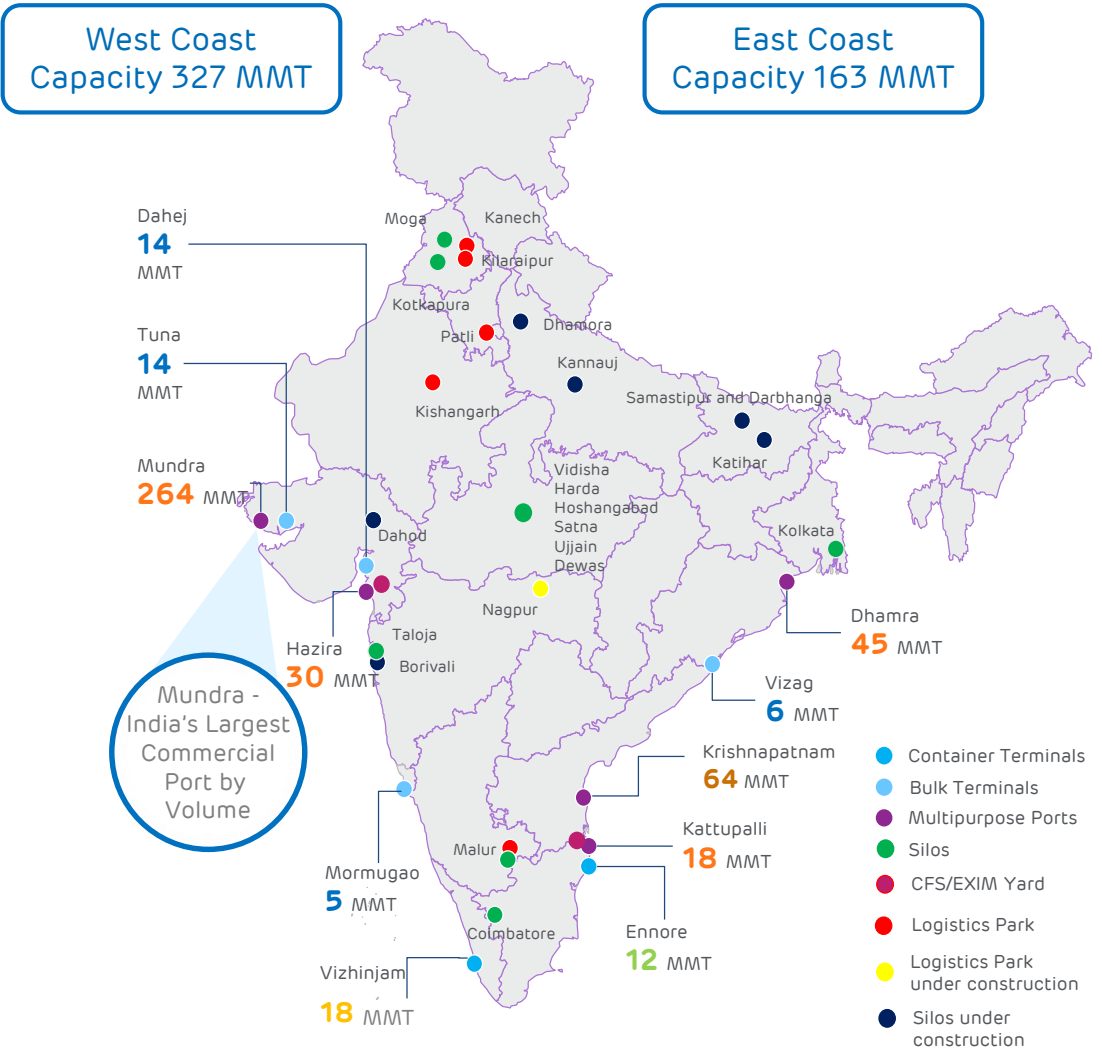 West Coast
Capacity 327 MMT
East Coast
Capacity 163 MMT
Dahej
14
MMT
Moga
Kanech
Kilaraipur
Tuna
14
MMT
Kotkapura
Patli
Dhamora
Kannauj
Kishangarh
Samastipur and Darbhanga
Katihar
Mundra
264 MMT
Vidisha
Harda
Hoshangabad
Satna
Ujjain
Dewas
Dahod
Kolkata
Nagpur
Dhamra
45 MMT
Hazira
30 MMT
Taloja
Borivali
Vizag
6 MMT
Mundra -
India's Largest
Commercial
Port by
Volume
Krishnapatnam
64 MMT
Kattupalli
18 MMT
Malur
Mormugao
5 MMT
Coimbatore
Ennore
12 MMT
Vizhinjam
18 MMT
Container Terminals
Bulk Terminals
Multipurpose Ports
Silos
CFS/EXIM Yard
Logistics Park
Logistics Park
under construction
Silos under
construction